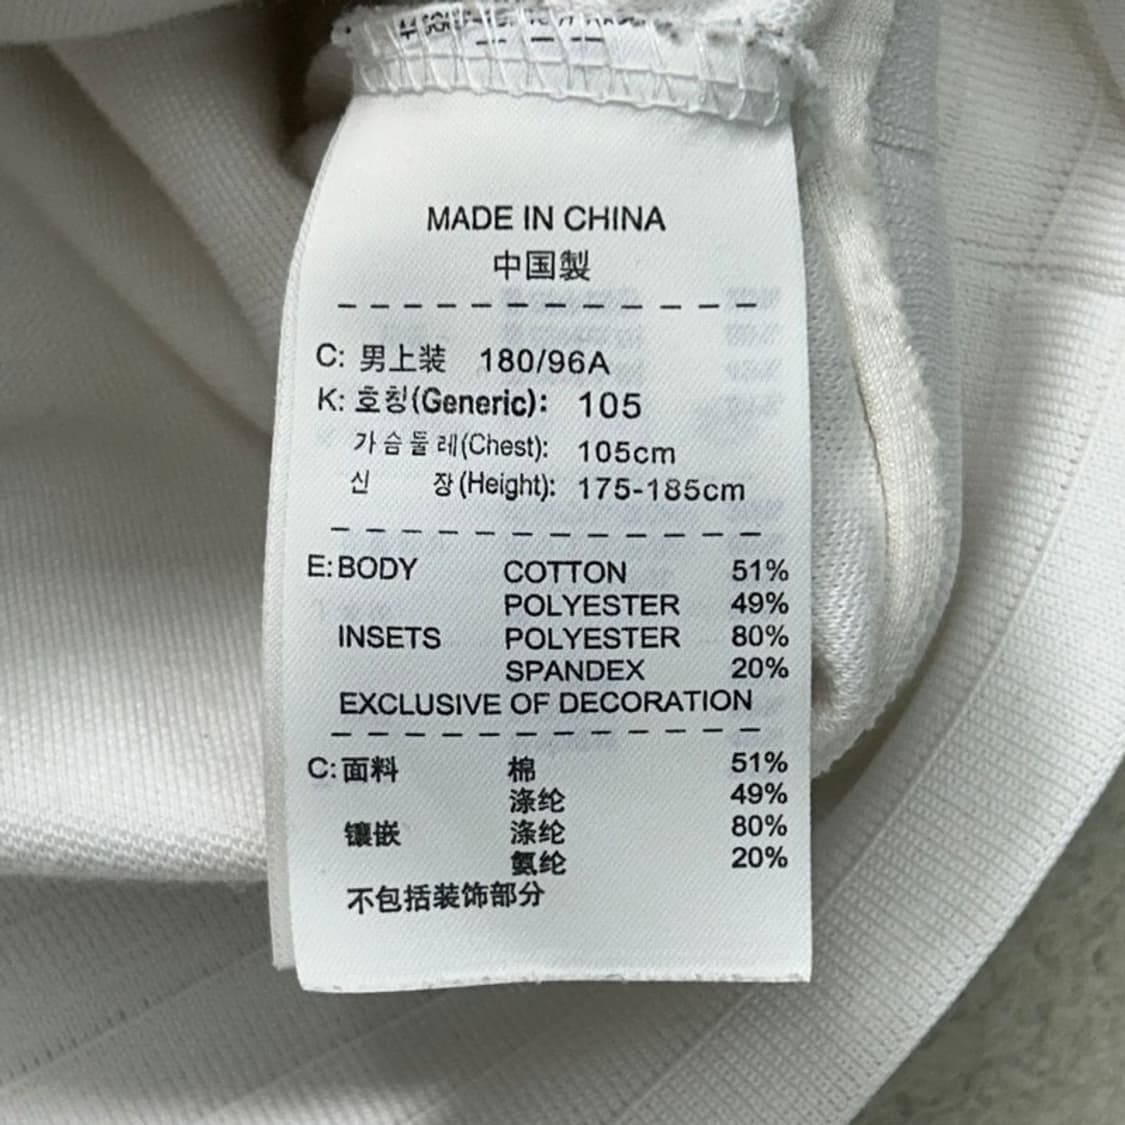 MADE IN CHINA
中国製
C: 男上装 180/96A
K: 호칭(Generic): 105
가슴둘레(Chest): 105cm
신 장(Height): 175-185cm
E: BODY COTTON 51%
POLYESTER 49%
INSETS POLYESTER 80%
SPANDEX 20%
EXCLUSIVE OF DECORATION
C: 面料 棉 51%
涤纶 49%
镶嵌 涤纶 80%
氨纶 20%
不包括装饰部分